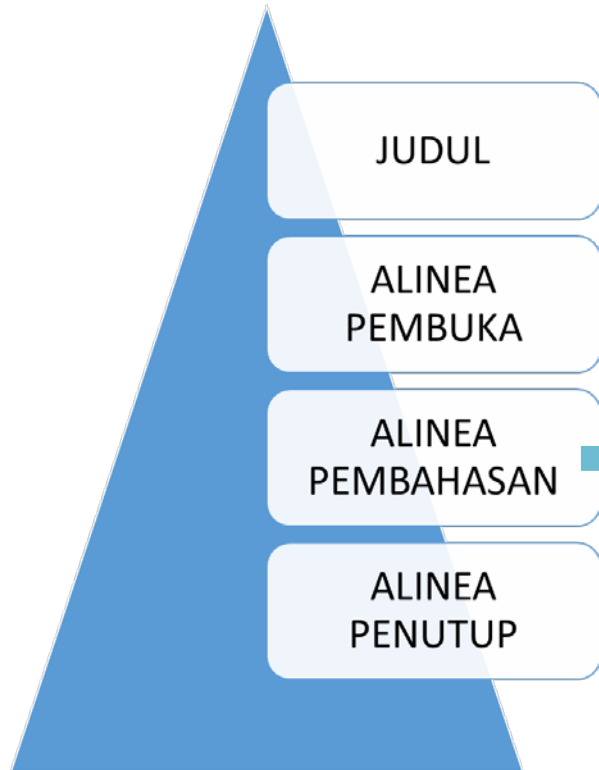 JUDUL
ALINEA
PEMBUKA
ALINEA
PEMBAHASAN
ALINEA
PENUTUP